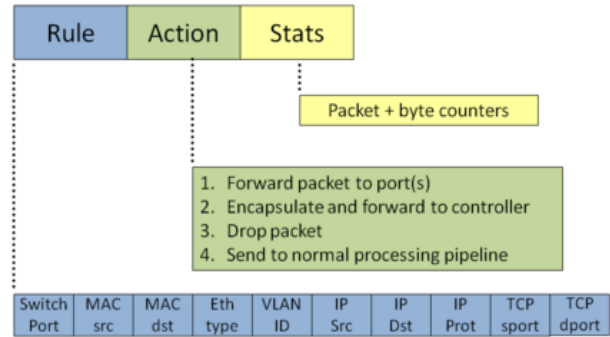 Rule Action Stats
Packet + byte counters
1. Forward packet to port(s)
2. Encapsulate and forward to controller
3. Drop packet
4. Send to normal processing pipeline
Switch MAC MAC Eth VLAN IP IP IP TCP TCP
Port src dst type ID Src Dst Prot sport dport